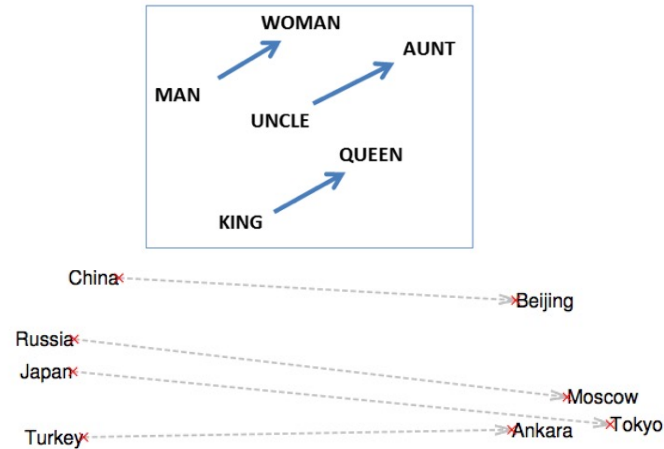 WOMAN
AUNT
MAN
UNCLE
QUEEN
KING
China
Beijing
Russia
Japan
Moscow
Tokyo
Turkey
Ankara